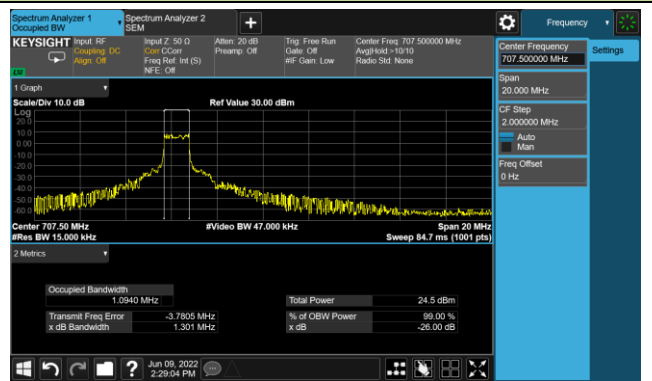 Spectrum Analyzer 1
Occupied BW
Spectrum Analyzer 2
SEM
+
Frequency
KEYSIGHT
Input: RF
Coupling: DC
Align: Off
Input Z: 50 Ω
Corr CCorr
Freq Ref: Int (S)
NFE: Off
Atten: 20 dB
Preamp: Off
Trig: Free Run
Gate: Off
#IF Gain: Low
Center Freq: 707.500000 MHz
Avg|Hold:>10/10
Radio Std: None
Center Frequency
707.500000 MHz
Settings
Span
20.000 MHz
CF Step
2.000000 MHz
Auto
Man
Freq Offset
0 Hz
1 Graph
Scale/Div 10.0 dB
Ref Value 30.00 dBm
Log
20.0
10.0
0.00
-10.0
-20.0
-30.0
-40.0
-50.0
-60.0
Center 707.50 MHz
#Video BW 47.000 kHz
Span 20 MHz
#Res BW 15.000 kHz
Sweep 84.7 ms (1001 pts)
2 Metrics
Occupied Bandwidth
1.0940 MHz
Total Power
24.5 dBm
Transmit Freq Error
-3.7805 MHz
% of OBW Power
99.00 %
x dB Bandwidth
1.301 MHz
x dB
-26.00 dB
?
Jun 09, 2022
2:29:04 PM